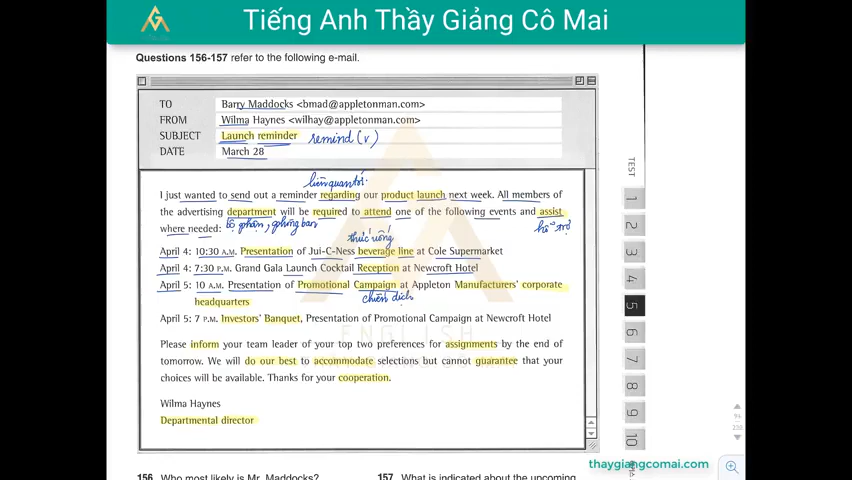 Tiếng Anh Thầy Giảng Cô Mai
Questions 156-157 refer to the following e-mail.
TO Barry Maddocks <bmad@appletonman.com>
FROM Wilma Haynes <wilhay@appletonman.com>
SUBJECT Launch reminder remind (v)
DATE March 28
liên quan tới
I just wanted to send out a reminder regarding our product launch next week. All members of
the advertising department will be required to attend one of the following events and assist
where needed: bộ phận, phòng ban hỗ trợ
thức uống
April 4: 10:30 A.M. Presentation of Jui-C-Ness beverage line at Cole Supermarket
April 4: 7:30 P.M. Grand Gala Launch Cocktail Reception at Newcroft Hotel
April 5: 10 A.M. Presentation of Promotional Campaign at Appleton Manufacturers' corporate
headquarters chiến dịch
April 5: 7 P.M. Investors' Banquet, Presentation of Promotional Campaign at Newcroft Hotel
ENGLISH
Please inform your team leader of your top two preferences for assignments by the end of
tomorrow. We will do our best to accommodate selections but cannot guarantee that your
choices will be available. Thanks for your cooperation.
Wilma Haynes
Departmental director
156 Who most likely is Mr. Maddocks? 157 What is indicated about the upcoming
TEST
1
2
3
4
5
6
7
8
9
10
thaygiangcomai.com